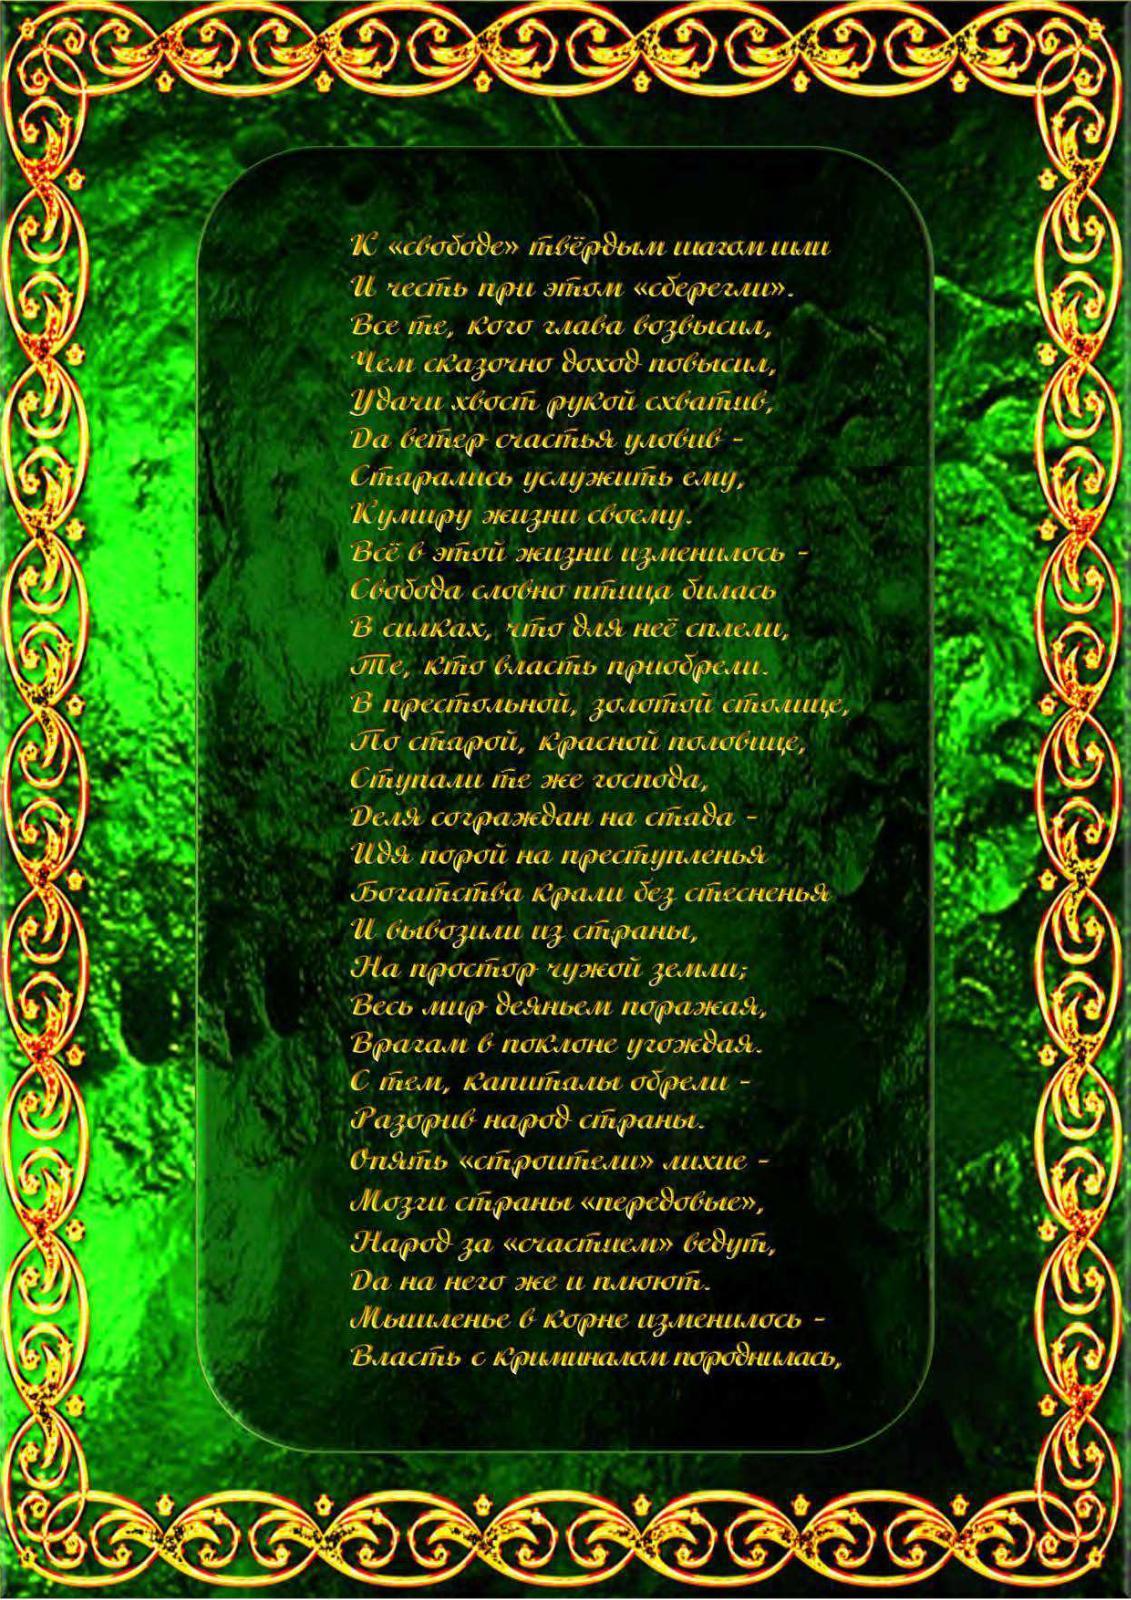 К «свободе» твёрдым шагом шли
И честь при этом «сберегли».
Все те, кого глава возвысил,
Чем сказочно доход повысил,
Удачи хвост рукой схватив,
Да ветер счастья уловив -
Старались услужить ему,
Кумиру жизни своему.
Всё в этой жизни изменилось -
Свобода словно птица билась
В силках, что для неё сплели,
Те, кто власть приобрели.
В престольной, золотой столице,
По старой, красной половице,
Ступали те же господа,
Деля сограждан на стада -
Идя порой на преступленья
Богатства крали без стесненья
И вывозили из страны,
На простор чужой земли;
Весь мир деяньем поражая,
Врагам в поклоне угождая.
С тем, капиталы обрели -
Разорив народ страны.
Опять «строители» лихие -
Мозги страны «передовые»,
Народ за «счастием» ведут,
Да на него же и плюют.
Мышленье в корне изменилось -
Власть с криминалом породнилась,